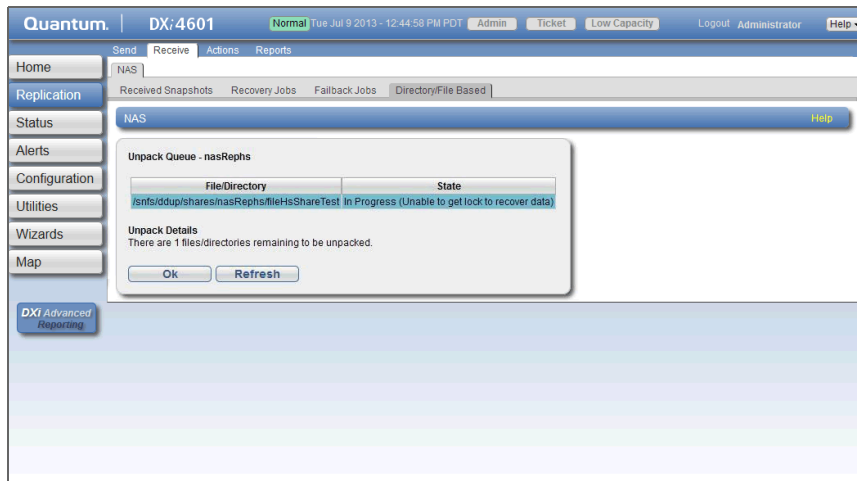 Quantum. DXi4601 Normal Tue Jul 9 2013 - 12:44:58 PM PDT Admin Ticket Low Capacity Logout Administrator Help
Send Receive Actions Reports
Home
NAS
Replication
Received Snapshots Recovery Jobs Failback Jobs Directory/File Based
Status
NAS Help
Alerts
Unpack Queue - nasRephs
Configuration
File/Directory State
Utilities
/snfs/ddup/shares/nasRephs/fileHsShareTest In Progress (Unable to get lock to recover data)
Wizards
Unpack Details
There are 1 files/directories remaining to be unpacked.
Map
Ok Refresh
DXi Advanced
Reporting